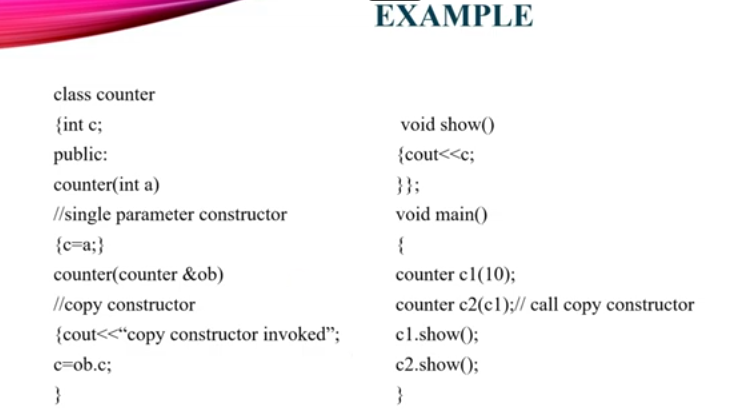 EXAMPLE
class counter
{int c;
public:
counter(int a)
//single parameter constructor
{c=a;}
counter(counter &ob)
//copy constructor
{cout<<“copy constructor invoked”;
c=ob.c;
}
void show()
{cout<<c;
}};
void main()
{
counter c1(10);
counter c2(c1);// call copy constructor
c1.show();
c2.show();
}